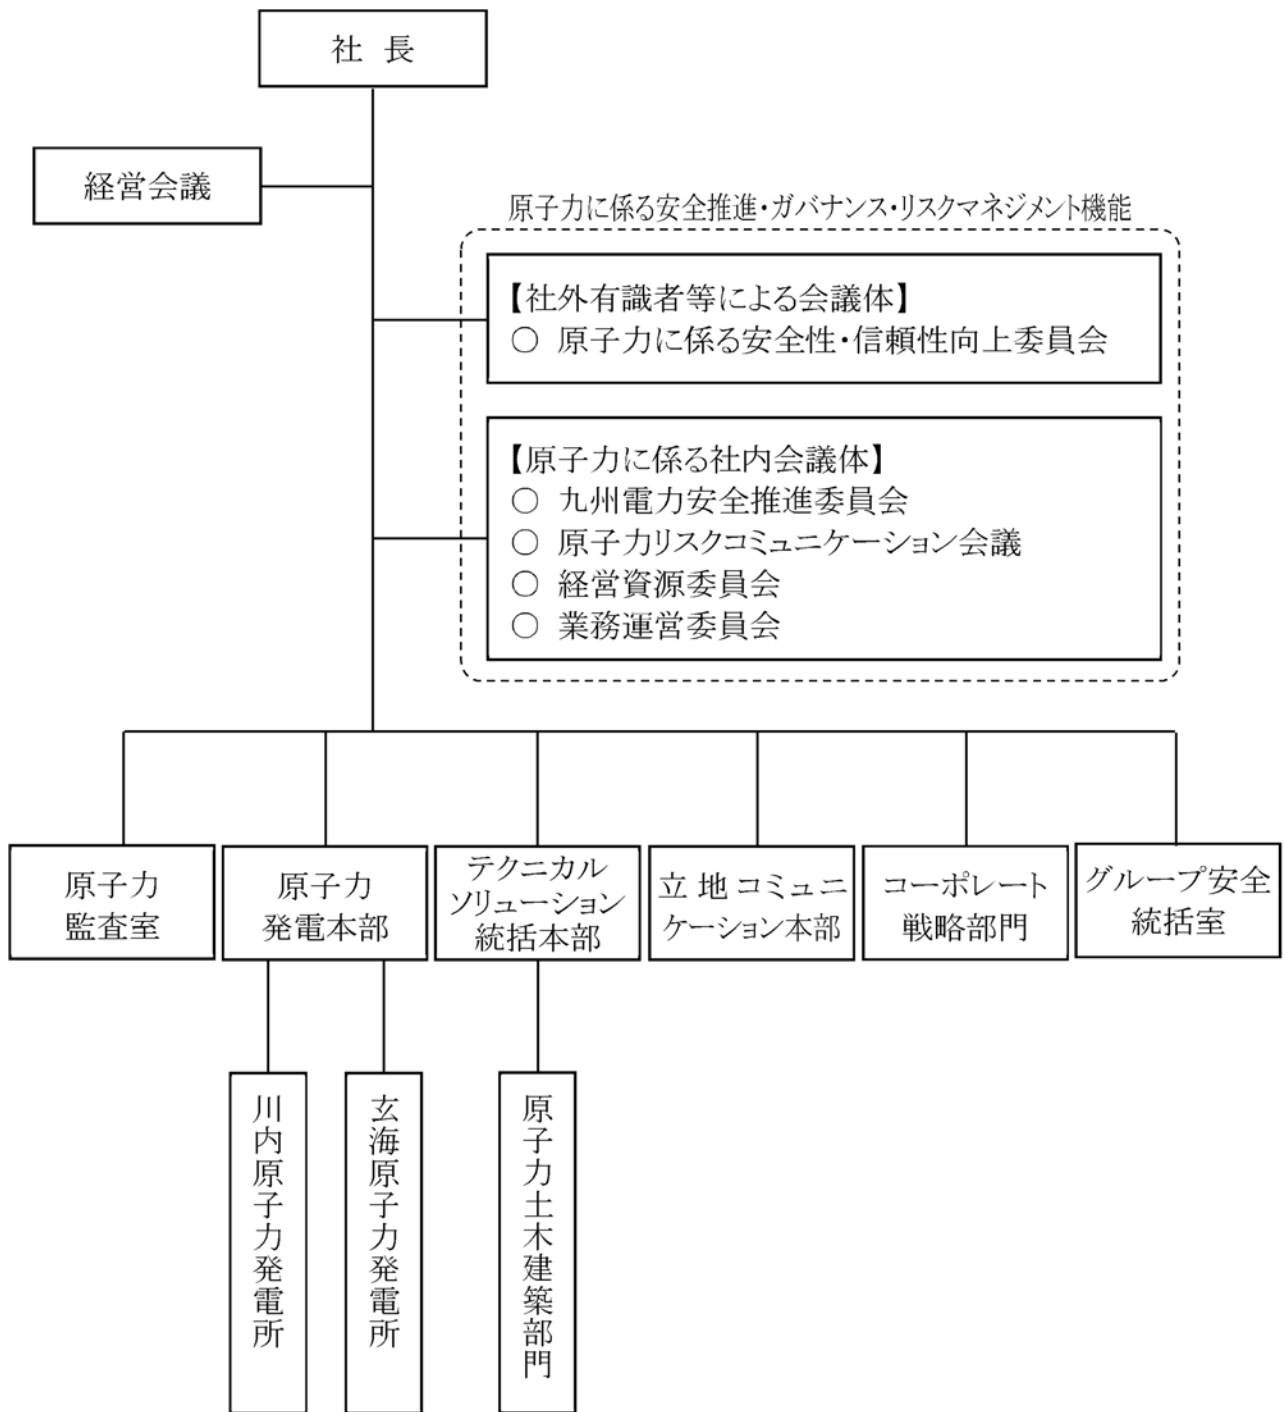 社 長
経営会議
原子力に係る安全推進・ガバナンス・リスクマネジメント機能
【社外有識者等による会議体】
○ 原子力に係る安全性・信頼性向上委員会
【原子力に係る社内会議体】
○ 九州電力安全推進委員会
○ 原子力リスクコミュニケーション会議
○ 経営資源委員会
○ 業務運営委員会
原子力
監査室
原子力
発電本部
テクニカル
ソリューション
統括本部
立地コミュニ
ケーション本部
コーポレート
戦略部門
グループ安全
統括室
川内原子力発電所
玄海原子力発電所
原子力土木建築部門